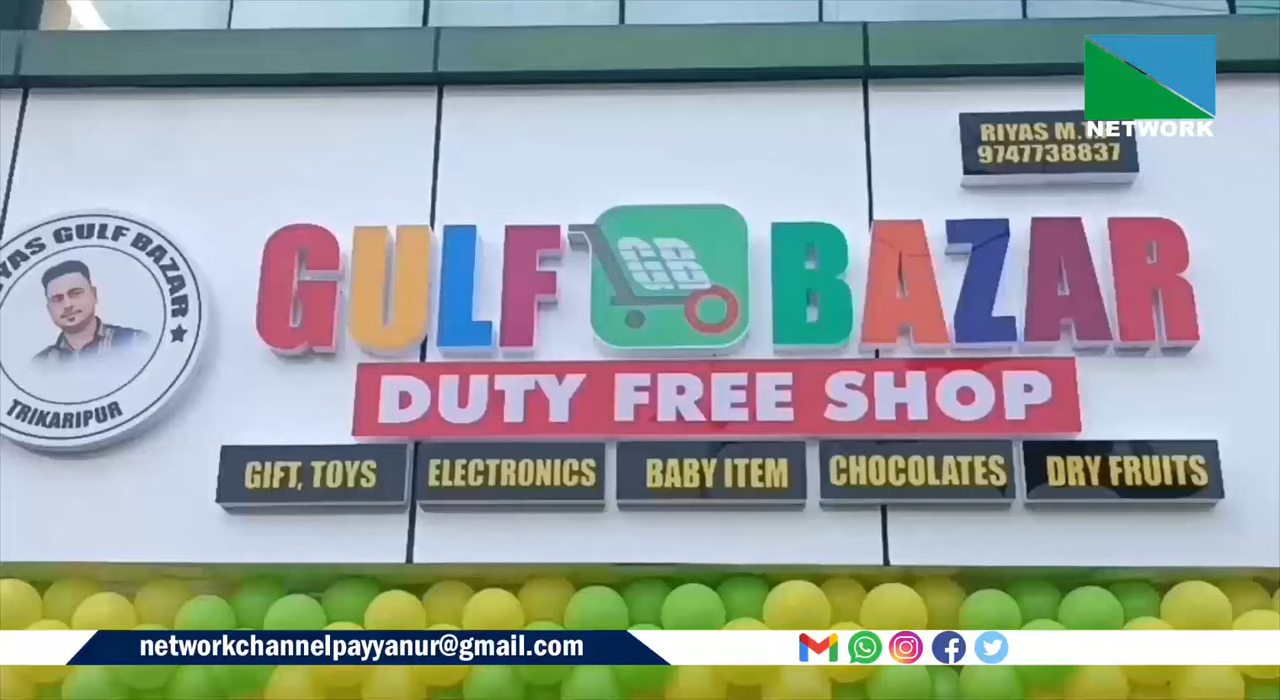 NETWORK
RIYAS M.
9747738837
GULF GB BAZAR
GULF BAZAR
TRIKARIPUR
DUTY FREE SHOP
GIFT, TOYS
ELECTRONICS
BABY ITEM
CHOCOLATES
DRY FRUITS
networkchannelpayyanur@gmail.com